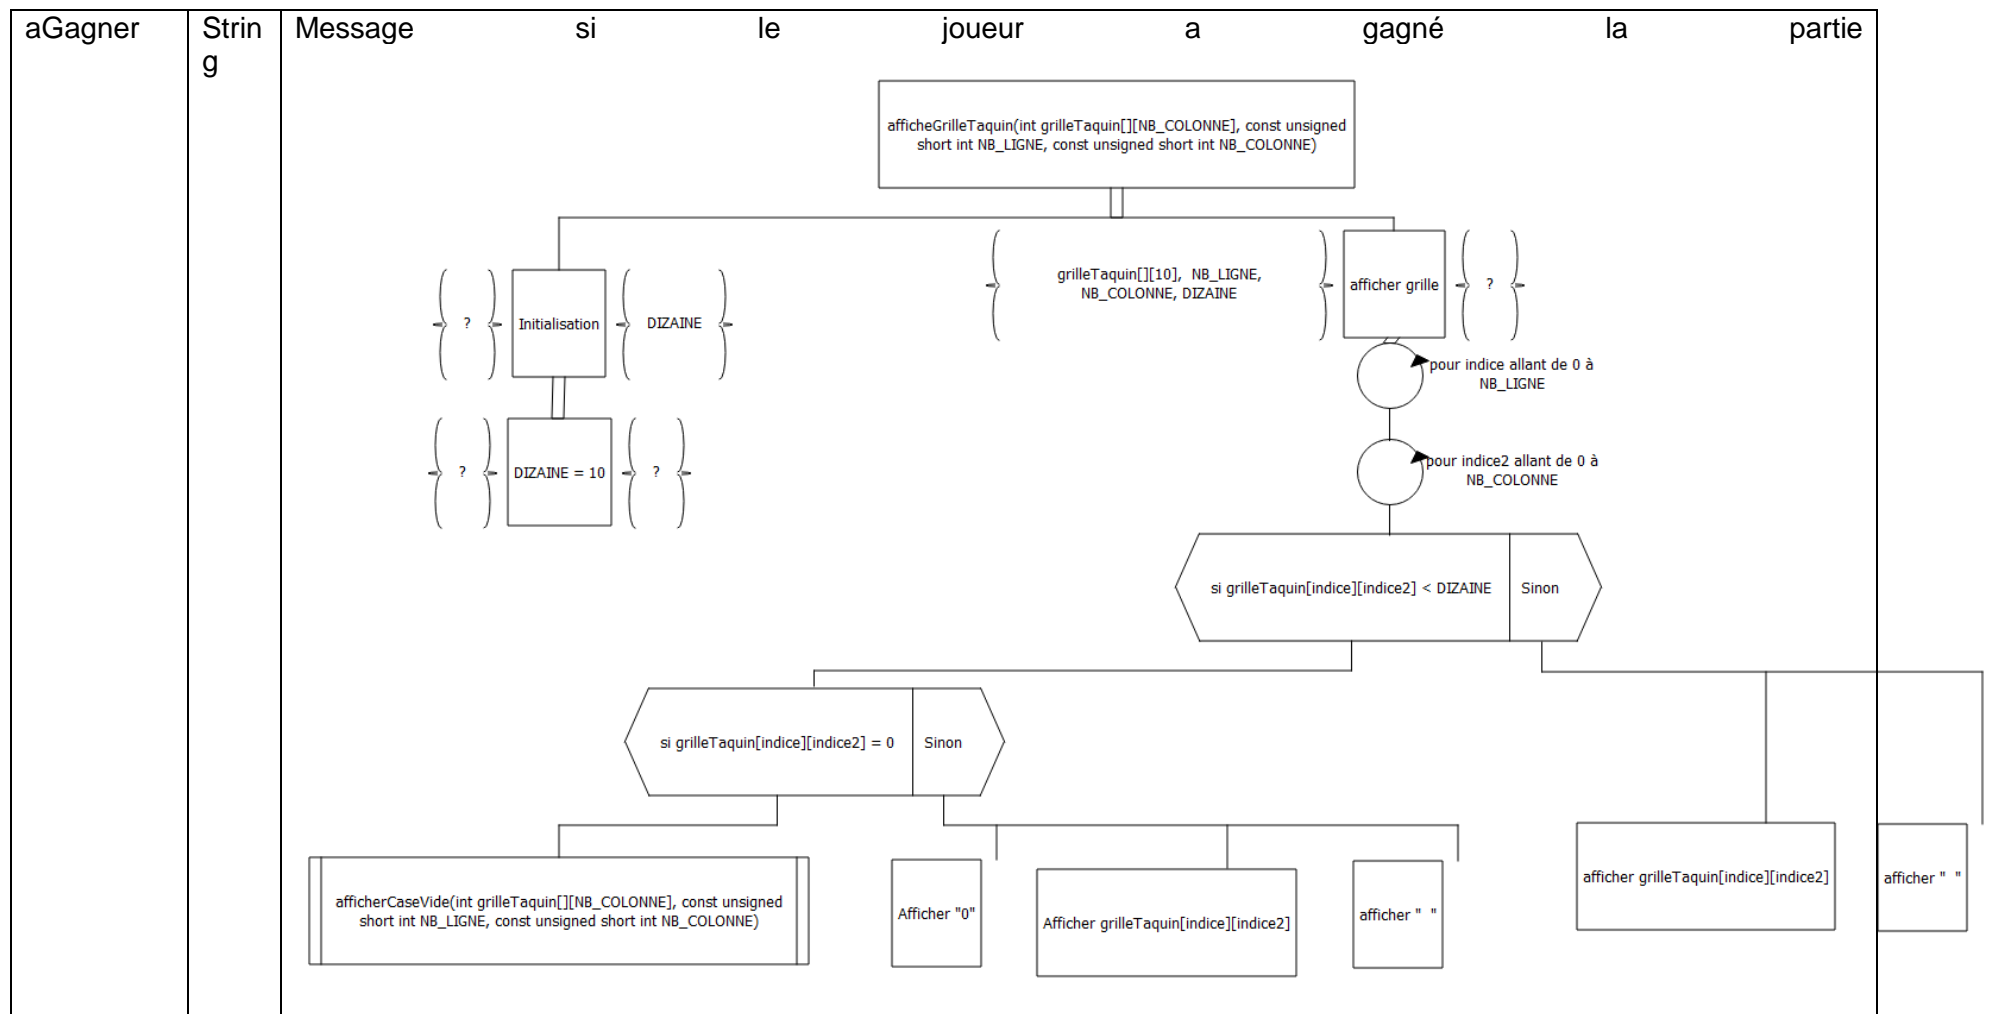 aGagner
Strin
g
Message si le joueur a gagné la partie
afficheGrilleTaquin(int grilleTaquin[][NB_COLONNE], const unsigned
short int NB_LIGNE, const unsigned short int NB_COLONNE)
?
Initialisation
DIZAINE
grilleTaquin[][10], NB_LIGNE,
NB_COLONNE, DIZAINE
afficher grille
?
pour indice allant de 0 à
NB_LIGNE
?
DIZAINE = 10
?
pour indice2 allant de 0 à
NB_COLONNE
si grilleTaquin[indice][indice2] < DIZAINE
Sinon
si grilleTaquin[indice][indice2] = 0
Sinon
afficherCaseVide(int grilleTaquin[][NB_COLONNE], const unsigned
short int NB_LIGNE, const unsigned short int NB_COLONNE)
Afficher "0"
Afficher grilleTaquin[indice][indice2]
afficher "  "
afficher grilleTaquin[indice][indice2]
afficher "  "